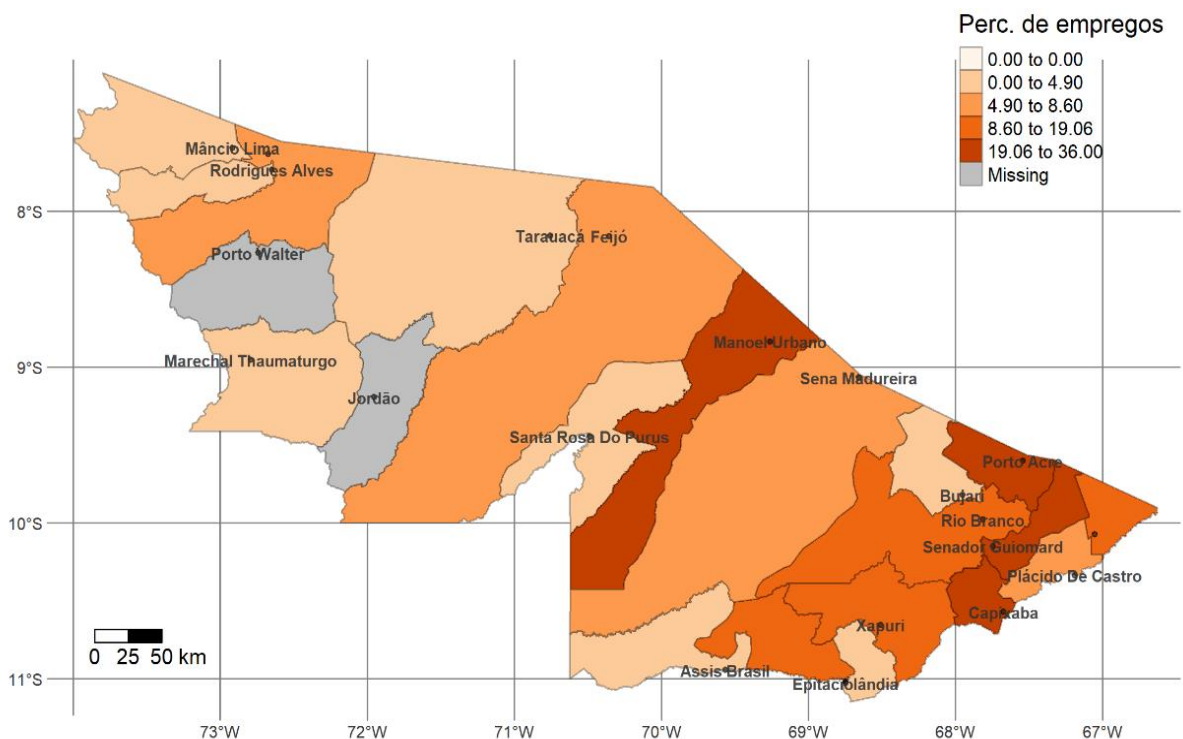 Perc. de empregos
0.00 to 0.00
0.00 to 4.90
4.90 to 8.60
8.60 to 19.06
19.06 to 36.00
Missing
Mâncio Lima
Rodrigues Alves
8°S
Tarauacá Feijó
Porto Walter
Manoel Urbano
9°S
Marechal Thaumaturgo
Sena Madureira
Jordão
Santa Rosa Do Purus
Porto Acre
Bujari
10°S
Rio Branco
Senador Guiomard
Plácido De Castro
Capixaba
Xapuri
0 25 50 km
11°S
Assis Brasil
Epitaciolândia
73°W 72°W 71°W 70°W 69°W 68°W 67°W